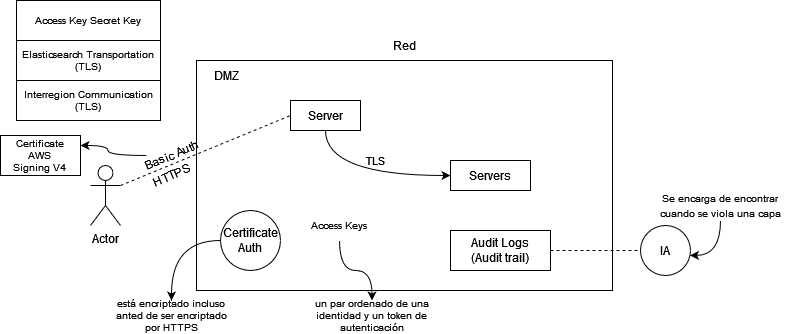 Access Key Secret Key
Elasticsearch Transportation
(TLS)
Interregion Communication
(TLS)
Red
DMZ
Certificate
AWS
Signing V4
Basic Auth
HTTPS
Actor
Server
TLS
Servers
Certificate
Auth
Access Keys
Audit Logs
(Audit trail)
Se encarga de encontrar
cuando se viola una capa
IA
está encriptado incluso
anted de ser encriptado
por HTTPS
un par ordenado de una
identidad y un token de
autenticación